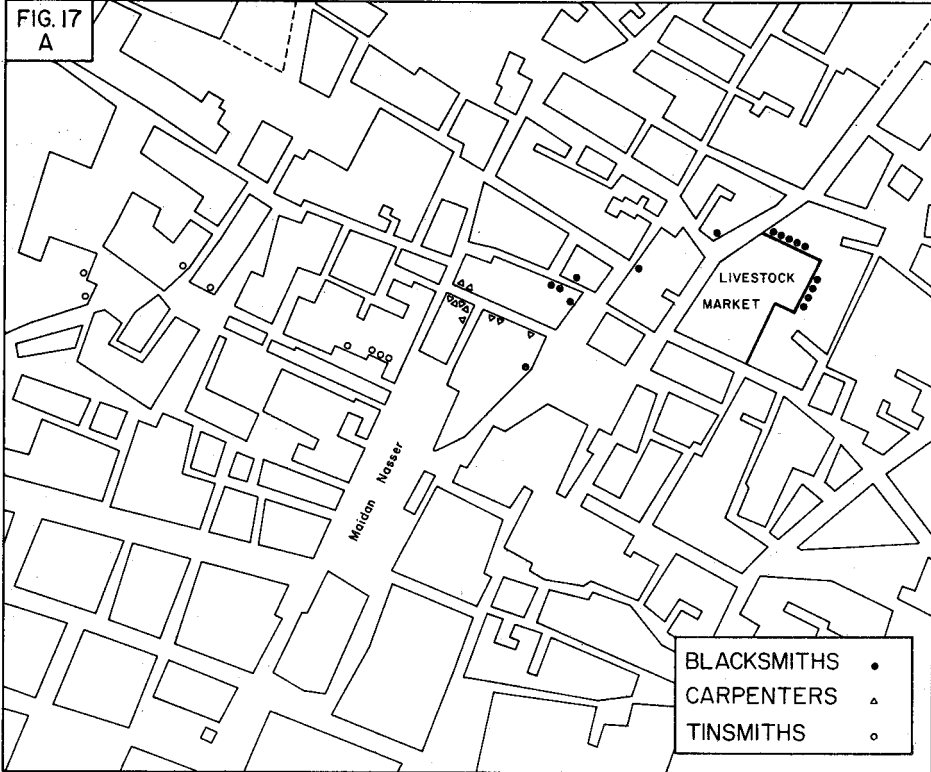 FIG. 17
A
LIVESTOCK
MARKET
Maidan Nasser
BLACKSMITHS
CARPENTERS
TINSMITHS